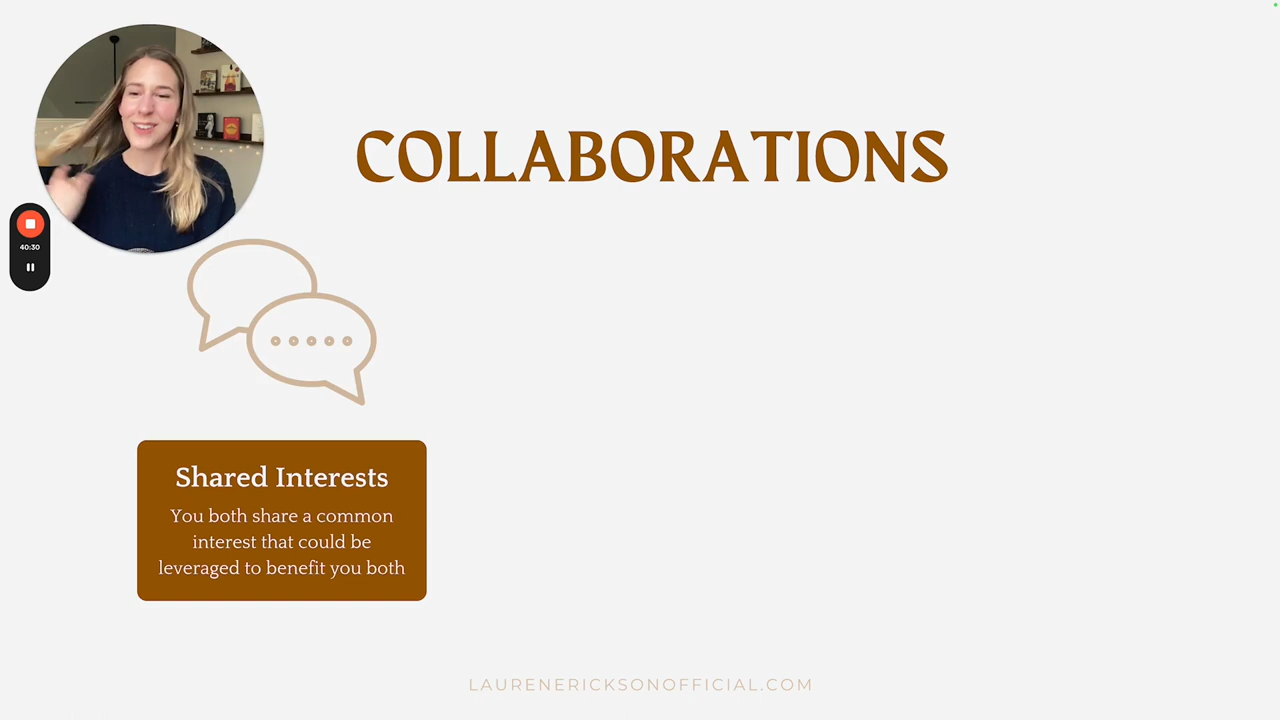 COLLABORATIONS
40:30
Shared Interests
You both share a common
interest that could be
leveraged to benefit you both
LAURENERICKSONOFFICIAL.COM